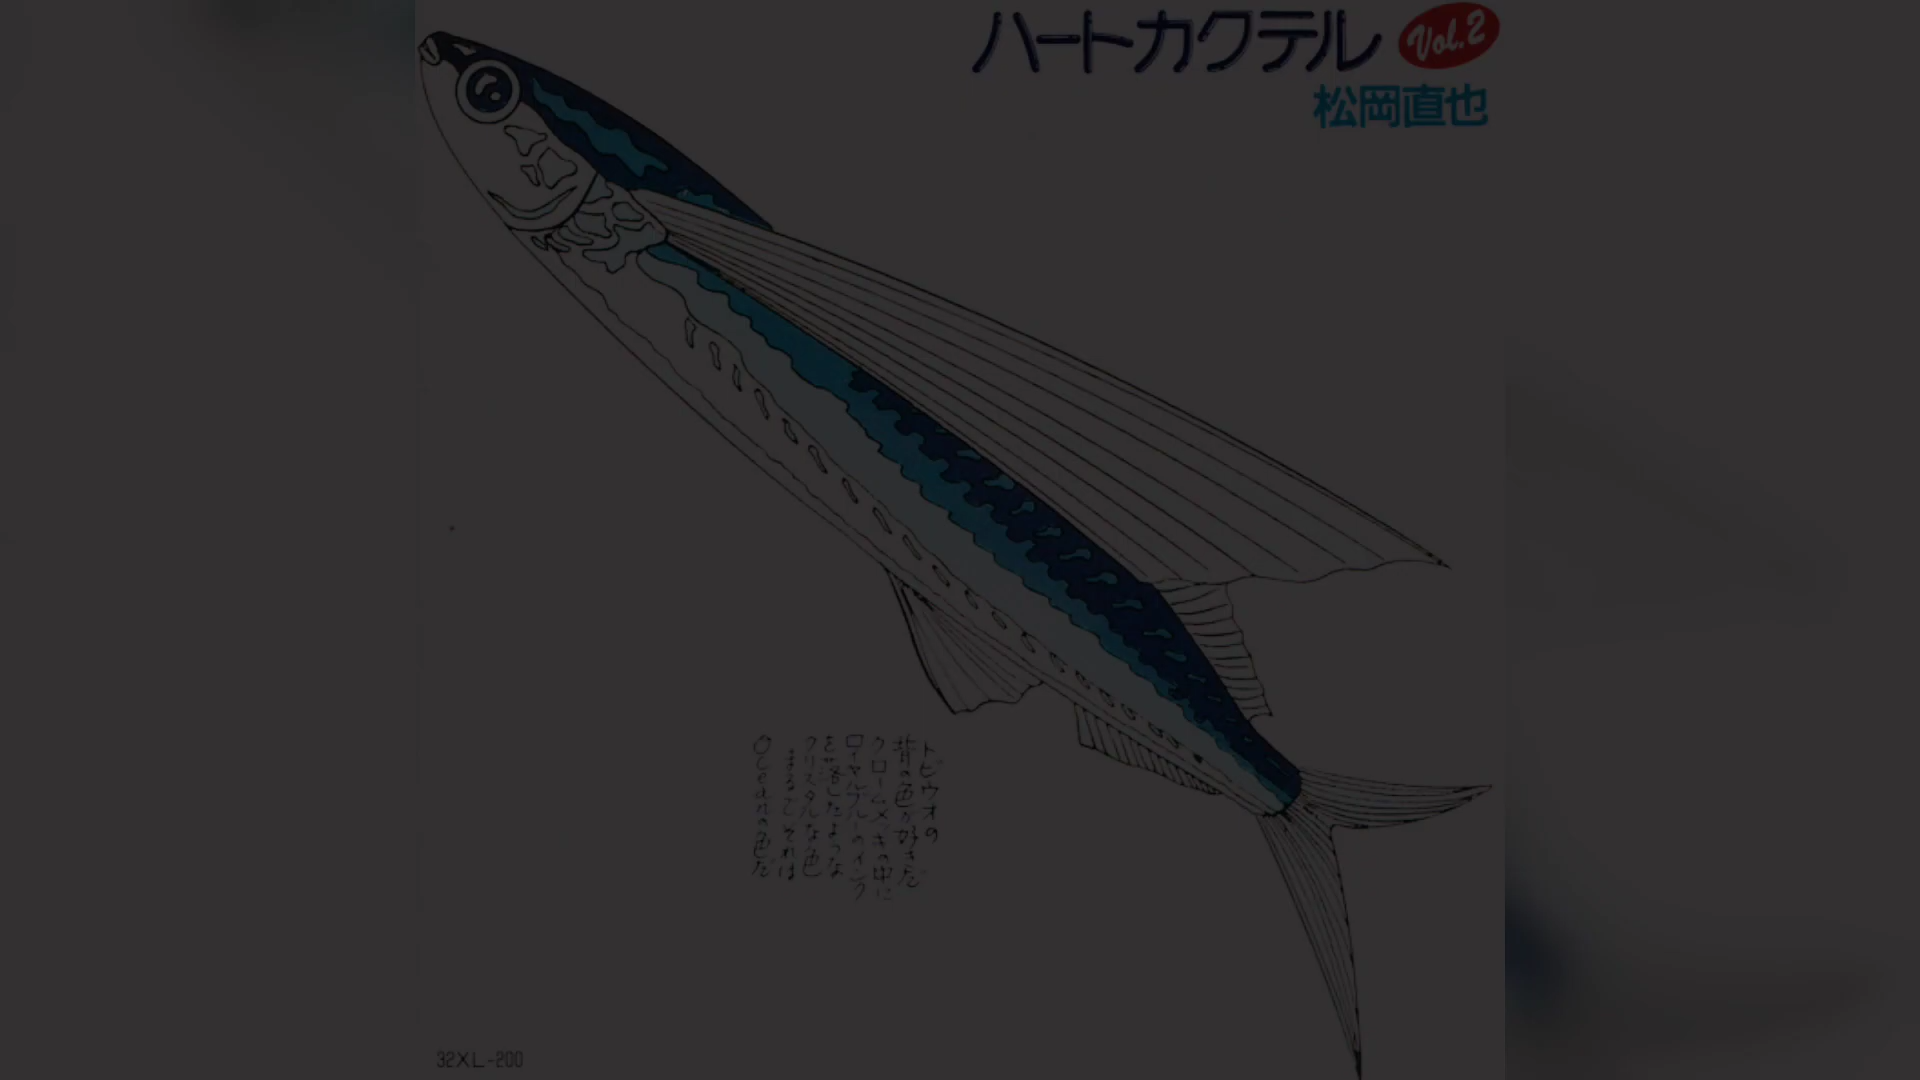 ハートカクテル Vol.2
松岡直也
トビウオの
背の色が好きだ
クロームメッキの中に
ロイヤルブルーのインク
を落したような
クリスタルな色
まるでそれは
Oceanの色だ
32XL-200